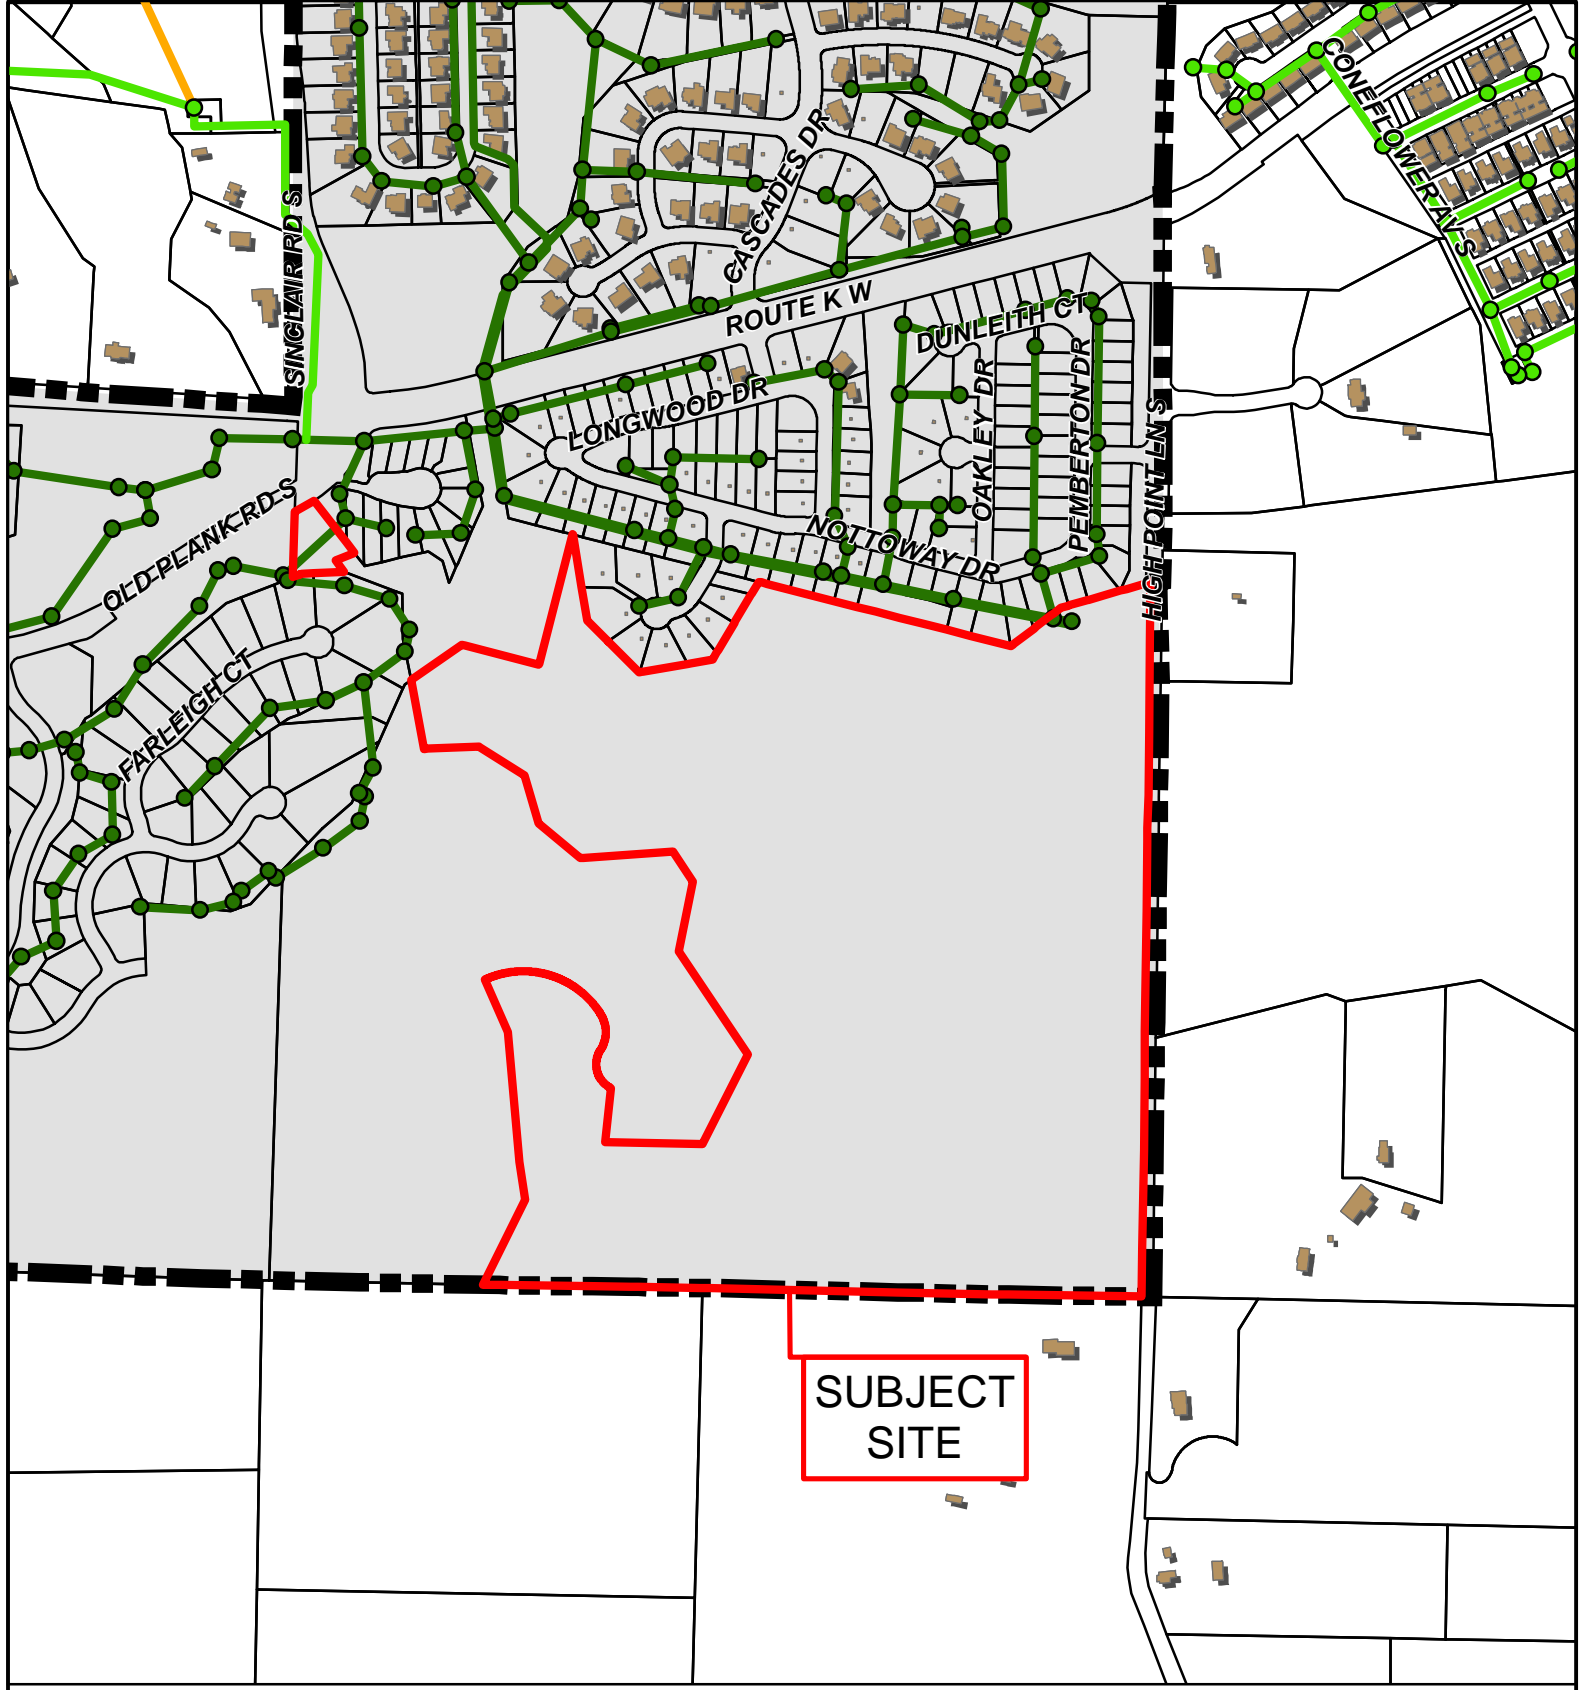 CONEFLOWER AV S
CASCADES DR
SINCLAIR RD S
ROUTE K W
DUNLEITH CT
LONGWOOD DR
OAKLEY DR
PEMBERTON DR
HIGH POINT LN S
OLD PLANK RD S
NOTTOWAY DR
FARLEIGH CT
SUBJECT
SITE